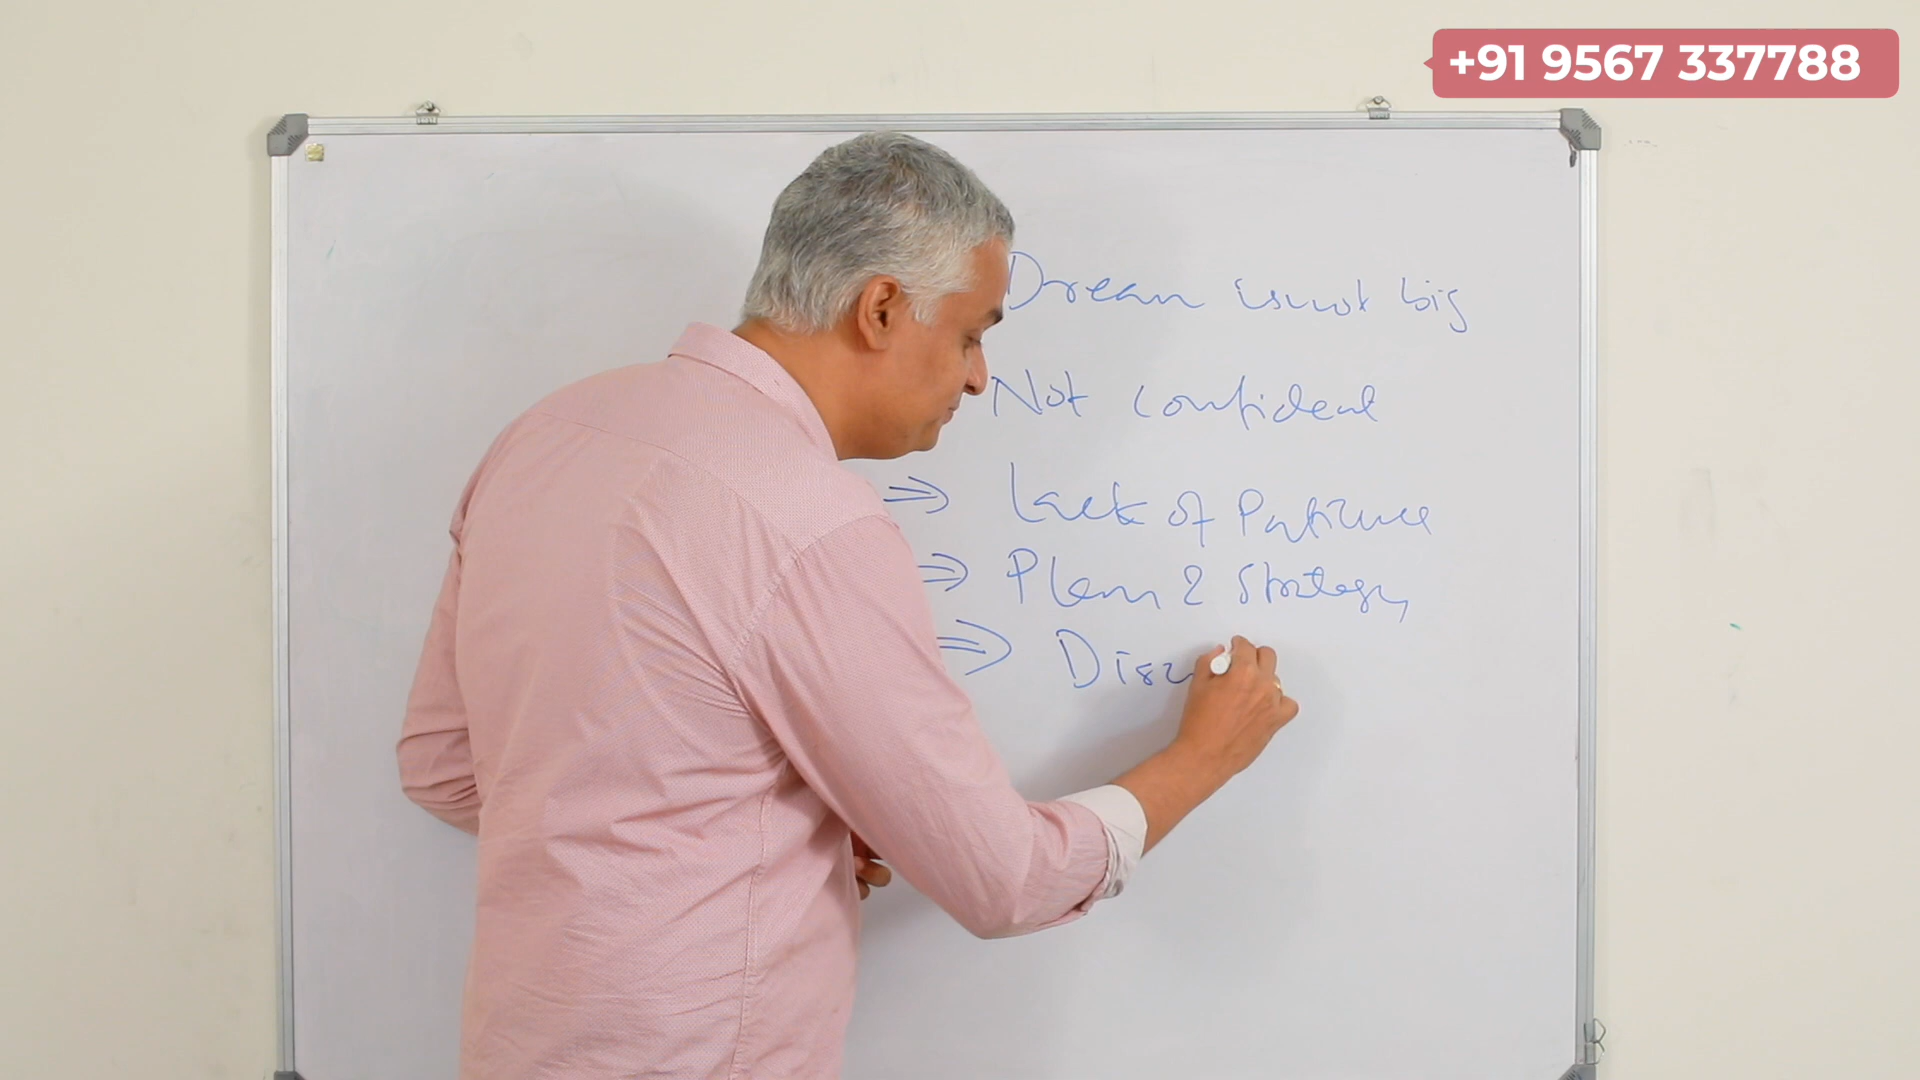 +91 9567 337788
Dream is not big
Not confident
⇒ Lack of Patience
⇒ Plan & Strategy
⇒ Disc